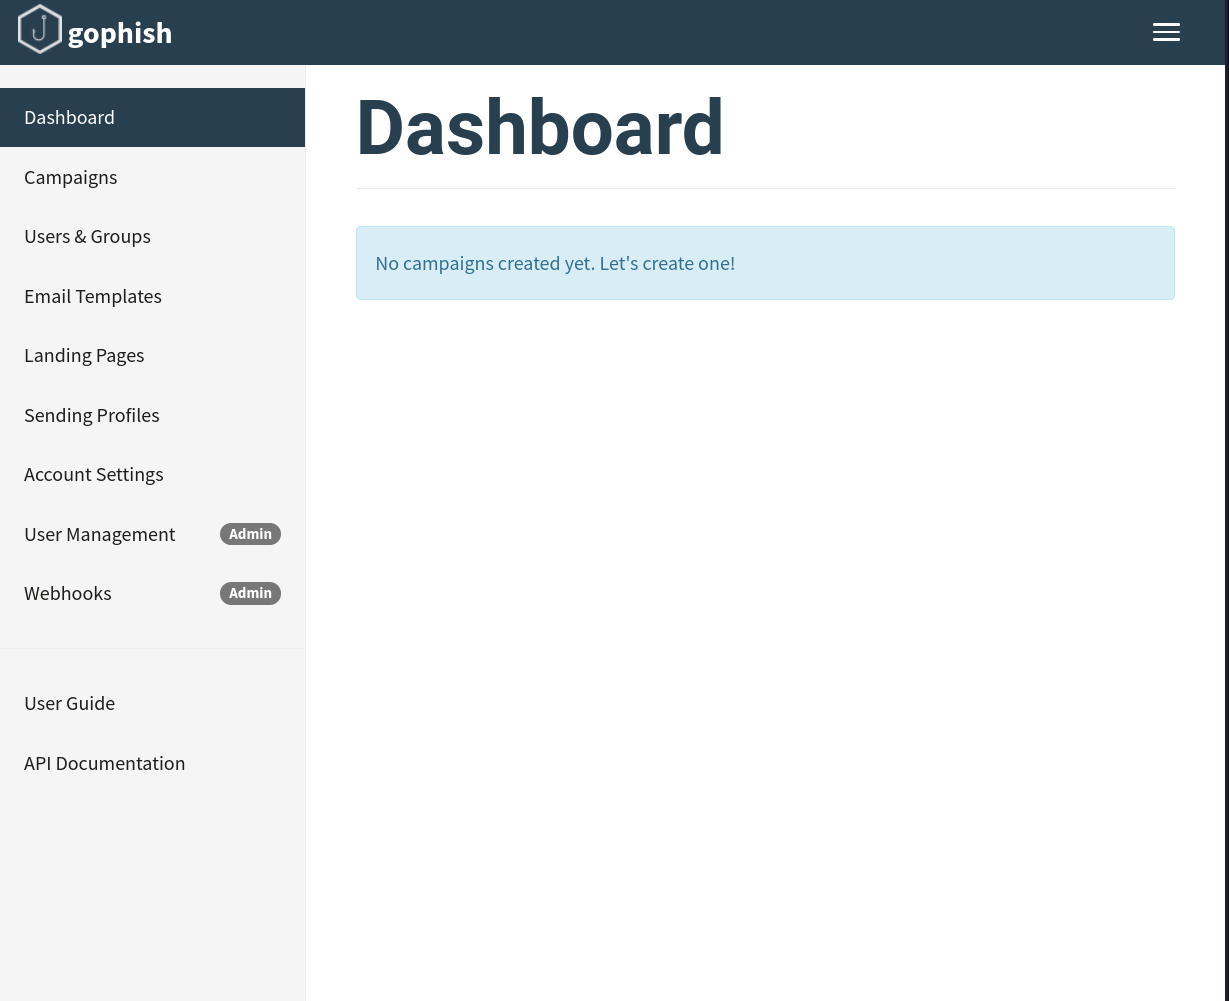 gophish
Dashboard
Campaigns
Users & Groups
Email Templates
Landing Pages
Sending Profiles
Account Settings
User Management Admin
Webhooks Admin
User Guide
API Documentation
Dashboard
No campaigns created yet. Let's create one!